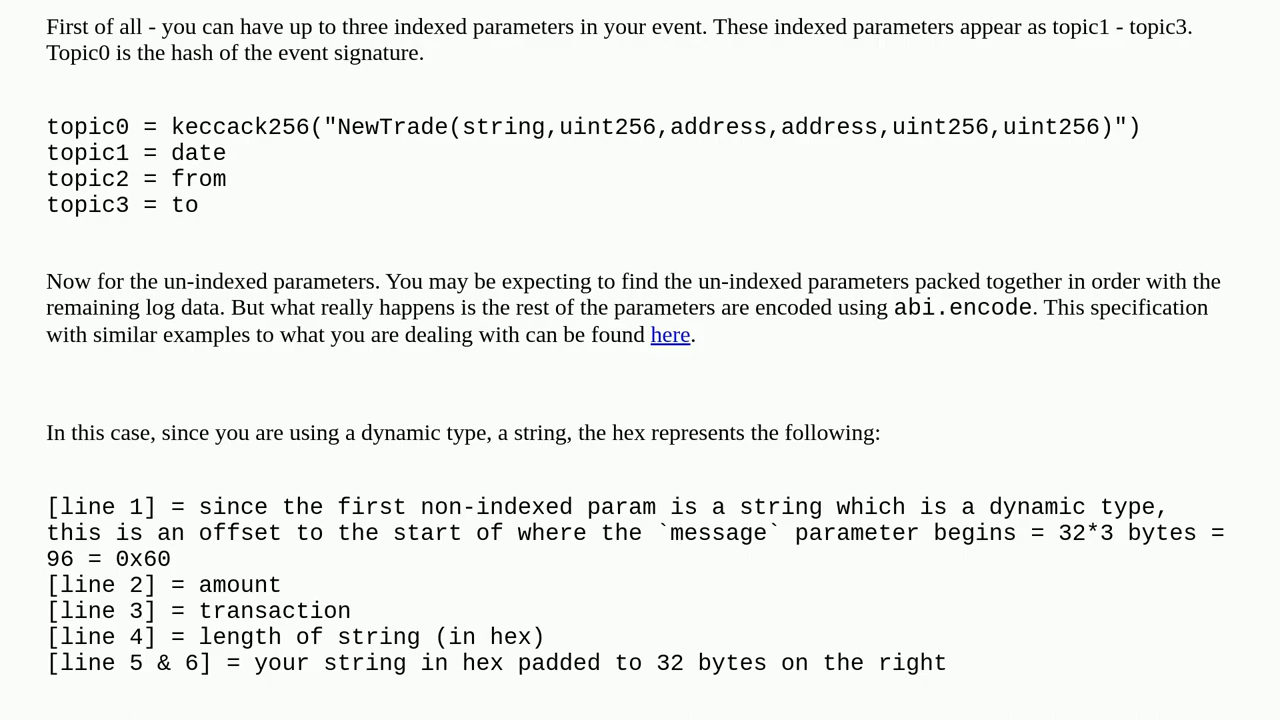 First of all - you can have up to three indexed parameters in your event. These indexed parameters appear as topic1 - topic3.
Topic0 is the hash of the event signature.
topic0 = keccack256("NewTrade(string,uint256,address,address,uint256,uint256)")
topic1 = date
topic2 = from
topic3 = to
Now for the un-indexed parameters. You may be expecting to find the un-indexed parameters packed together in order with the
remaining log data. But what really happens is the rest of the parameters are encoded using abi.encode. This specification
with similar examples to what you are dealing with can be found here.
In this case, since you are using a dynamic type, a string, the hex represents the following:
[line 1] = since the first non-indexed param is a string which is a dynamic type,
this is an offset to the start of where the `message` parameter begins = 32*3 bytes =
96 = 0x60
[line 2] = amount
[line 3] = transaction
[line 4] = length of string (in hex)
[line 5 & 6] = your string in hex padded to 32 bytes on the right